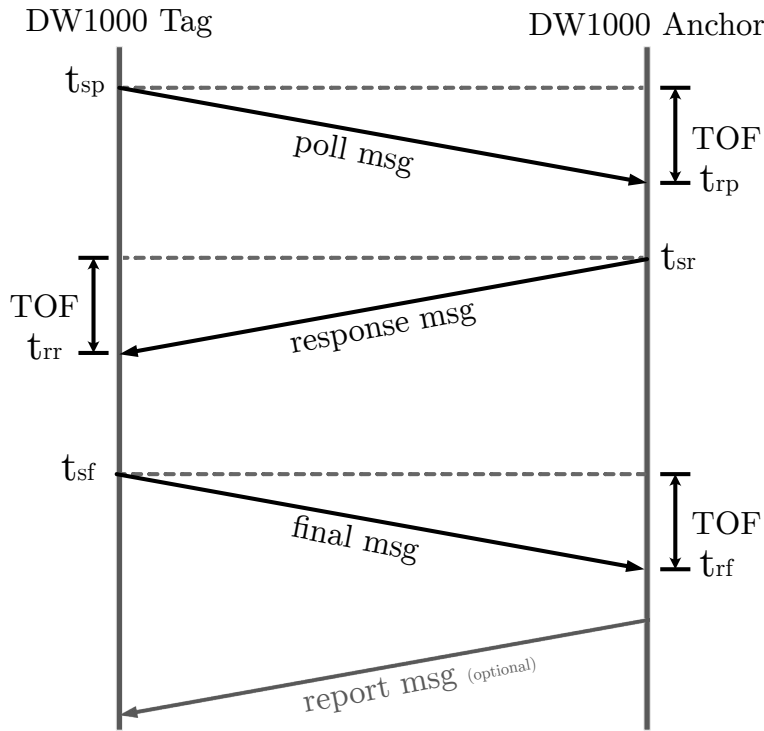 DW1000 Tag
DW1000 Anchor
tsp
poll msg
TOF
trp
tsr
TOF
response msg
trr
tsf
final msg
TOF
trf
report msg (optional)